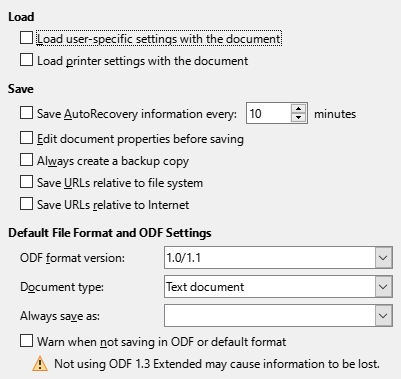 Load
Load user-specific settings with the document
Load printer settings with the document
Save
Save AutoRecovery information every: 10 minutes
Edit document properties before saving
Always create a backup copy
Save URLs relative to file system
Save URLs relative to Internet
Default File Format and ODF Settings
ODF format version: 1.0/1.1
Document type: Text document
Always save as:
Warn when not saving in ODF or default format
Not using ODF 1.3 Extended may cause information to be lost.